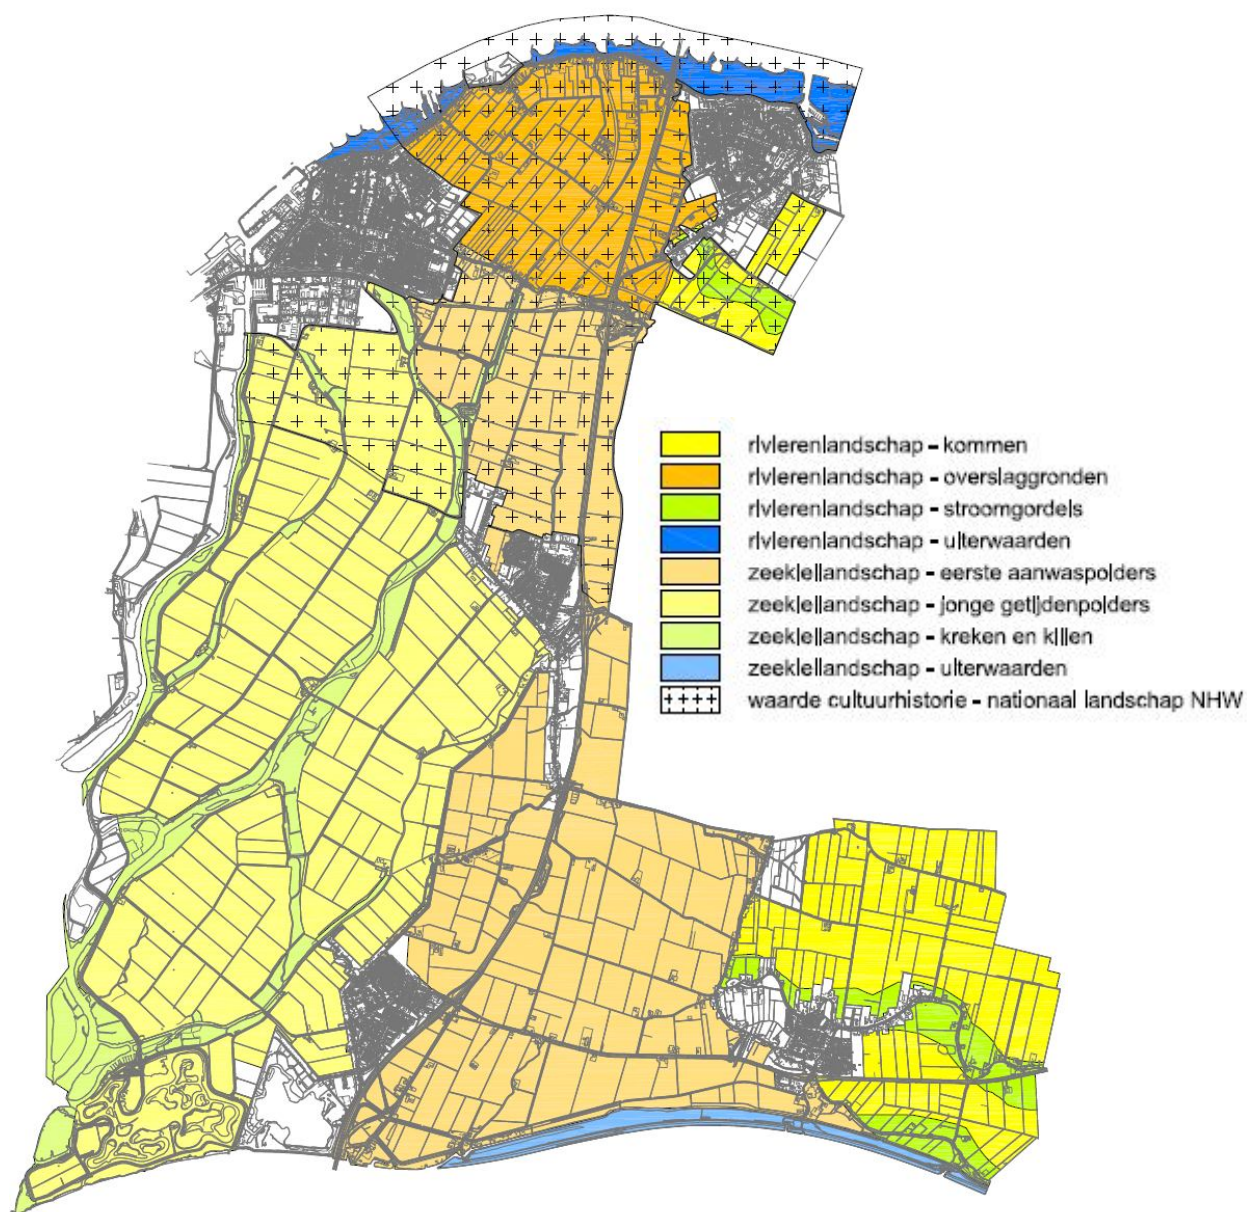 rivierenlandschap - kommen
rivierenlandschap - overslaggronden
rivierenlandschap - stroomgordels
rivierenlandschap - uiterwaarden
zeekleilandschap - eerste aanwaspolders
zeekleilandschap - jonge getijdenpolders
zeekleilandschap - kreken en killen
zeekleilandschap - uiterwaarden
waarde cultuurhistorie - nationaal landschap NHW